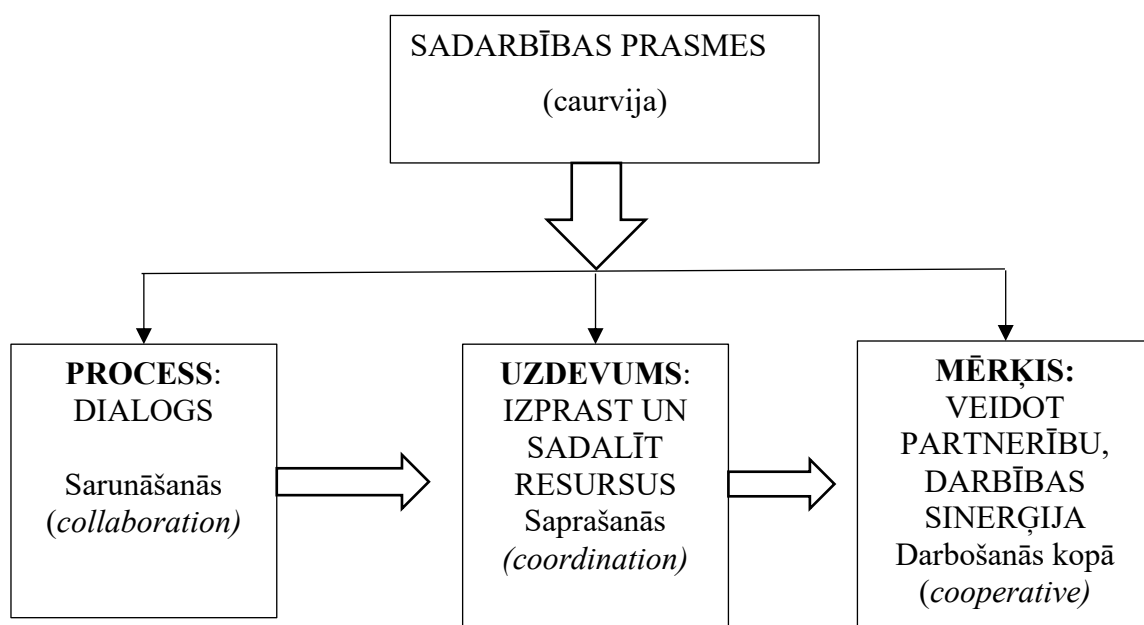 SADARBĪBAS PRASMES
(caurvija)
PROCESS:
DIALOGS
Sarunāšanās
(collaboration)
UZDEVUMS:
IZPRAST UN
SADALĪT
RESURSUS
Saprašanās
(coordination)
MĒRĶIS:
VEIDOT
PARTNERĪBU,
DARBĪBAS
SINERĢIJA
Darbošanās kopā
(cooperative)